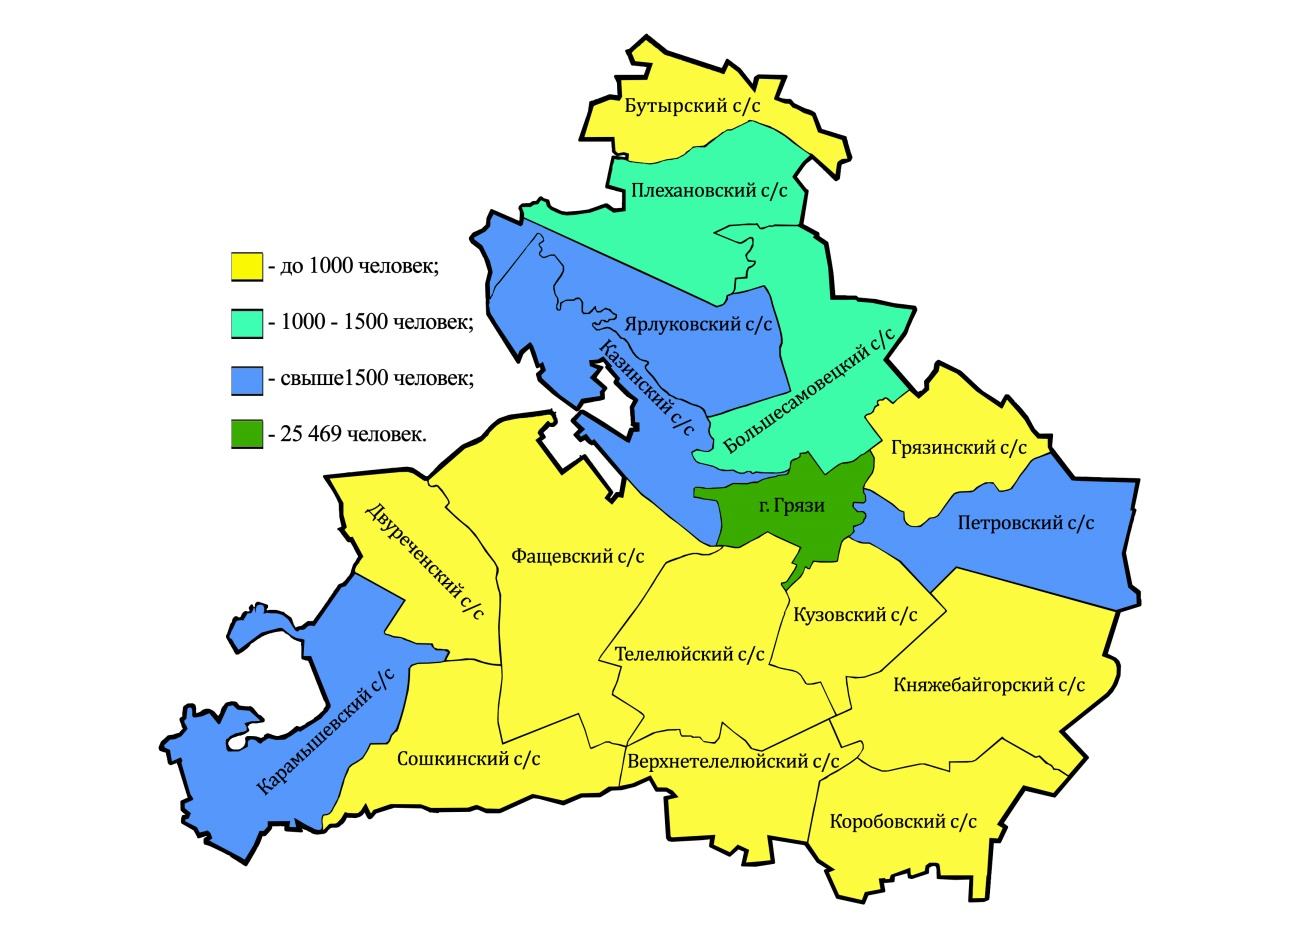 Бутырский с/с
Плехановский с/с
- до 1000 человек;
- 1000 - 1500 человек;
- свыше1500 человек;
- 25 469 человек.
Ярлуковский с/с
Казинский с/с
Большесамовецкий с/с
Грязинский с/с
г. Грязи
Петровский с/с
Двуреченский с/с
Фащевский с/с
Кузовский с/с
Телелюйский с/с
Княжебайгорский с/с
Карамышевский с/с
Сошкинский с/с
Верхнетелелюйский с/с
Коробовский с/с